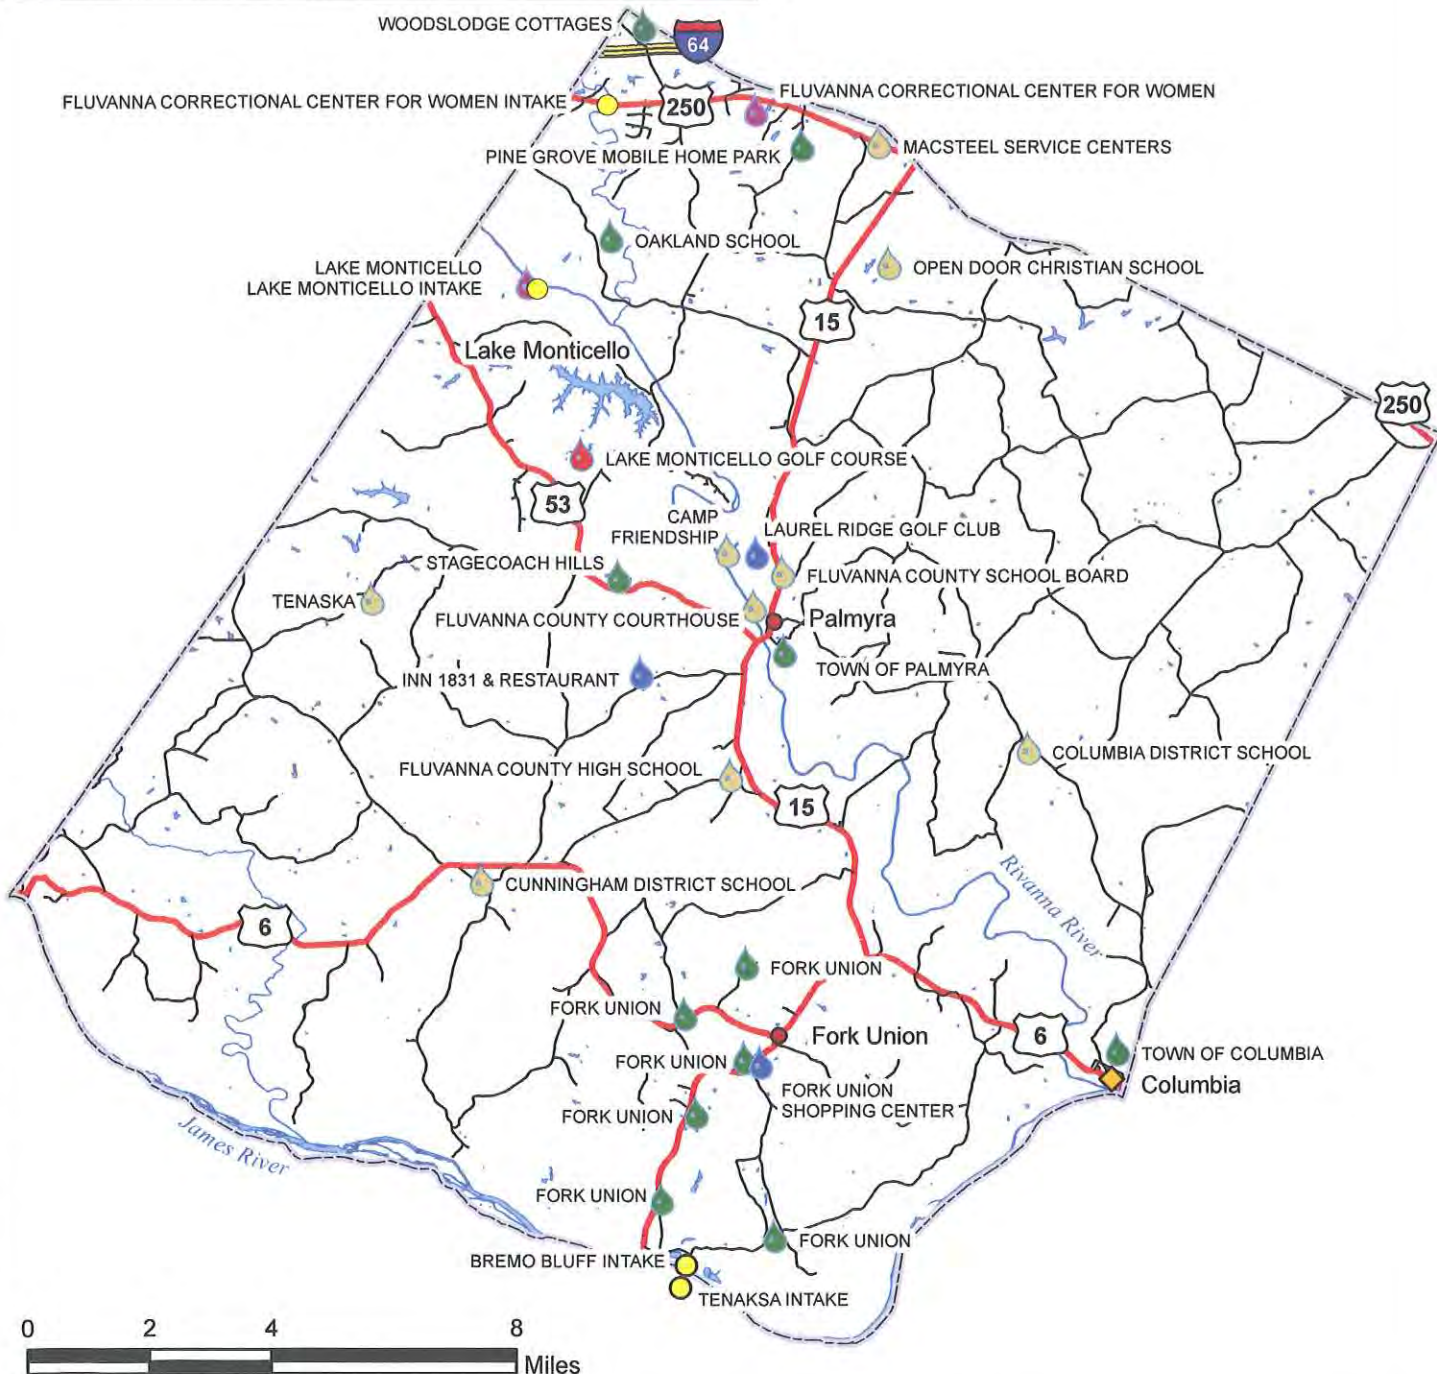 WOODSLODGE COTTAGES
64
FLUVANNA CORRECTIONAL CENTER FOR WOMEN INTAKE
250
FLUVANNA CORRECTIONAL CENTER FOR WOMEN
PINE GROVE MOBILE HOME PARK
MACSTEEL SERVICE CENTERS
OAKLAND SCHOOL
OPEN DOOR CHRISTIAN SCHOOL
LAKE MONTICELLO
LAKE MONTICELLO INTAKE
15
Lake Monticello
250
LAKE MONTICELLO GOLF COURSE
53
CAMP
FRIENDSHIP
LAUREL RIDGE GOLF CLUB
STAGECOACH HILLS
FLUVANNA COUNTY SCHOOL BOARD
TENASKA
FLUVANNA COUNTY COURTHOUSE
Palmyra
TOWN OF PALMYRA
INN 1831 & RESTAURANT
COLUMBIA DISTRICT SCHOOL
FLUVANNA COUNTY HIGH SCHOOL
15
CUNNINGHAM DISTRICT SCHOOL
Rivanna River
6
FORK UNION
FORK UNION
Fork Union
6
FORK UNION
TOWN OF COLUMBIA
Columbia
FORK UNION
SHOPPING CENTER
FORK UNION
James River
FORK UNION
FORK UNION
BREMO BLUFF INTAKE
TENAKSA INTAKE
0 2 4 8
Miles